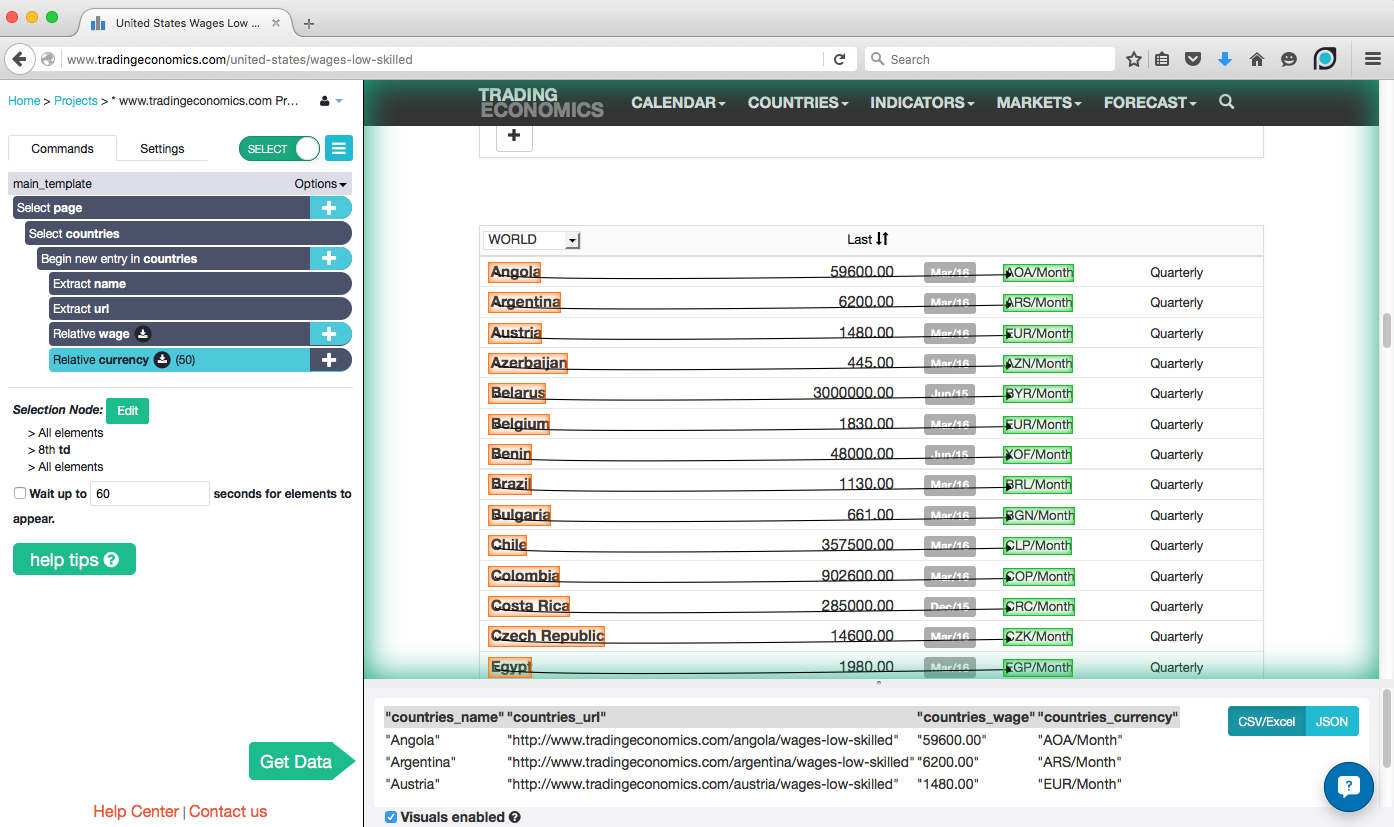 United States Wages Low ...
www.tradingeconomics.com/united-states/wages-low-skilled
Search
Home > Projects > * www.tradingeconomics.com Pr...
Commands
Settings
SELECT
main_template
Options
Select page
Select countries
Begin new entry in countries
Extract name
Extract url
Relative wage
Relative currency (50)
Selection Node: Edit
> All elements
> 8th td
> All elements
Wait up to 60 seconds for elements to
appear.
help tips ?
Get Data
Help Center | Contact us
TRADING
ECONOMICS
CALENDAR
COUNTRIES
INDICATORS
MARKETS
FORECAST
WORLD Last
Angola 59600.00 Mar/16 AOA/Month Quarterly
Argentina 6200.00 Mar/16 ARS/Month Quarterly
Austria 1480.00 Mar/16 EUR/Month Quarterly
Azerbaijan 445.00 Mar/16 AZN/Month Quarterly
Belarus 3000000.00 Jun/15 BYR/Month Quarterly
Belgium 1830.00 Mar/16 EUR/Month Quarterly
Benin 48000.00 Jun/15 XOF/Month Quarterly
Brazil 1130.00 Mar/16 BRL/Month Quarterly
Bulgaria 661.00 Mar/16 BGN/Month Quarterly
Chile 357500.00 Mar/16 CLP/Month Quarterly
Colombia 902600.00 Mar/16 COP/Month Quarterly
Costa Rica 285000.00 Dec/15 CRC/Month Quarterly
Czech Republic 14600.00 Mar/16 CZK/Month Quarterly
Egypt 1980.00 Mar/16 EGP/Month Quarterly
"countries_name" "countries_url" "countries_wage" "countries_currency"
"Angola" "http://www.tradingeconomics.com/angola/wages-low-skilled" "59600.00" "AOA/Month"
"Argentina" "http://www.tradingeconomics.com/argentina/wages-low-skilled" "6200.00" "ARS/Month"
"Austria" "http://www.tradingeconomics.com/austria/wages-low-skilled" "1480.00" "EUR/Month"
CSV/Excel
JSON
Visuals enabled ?